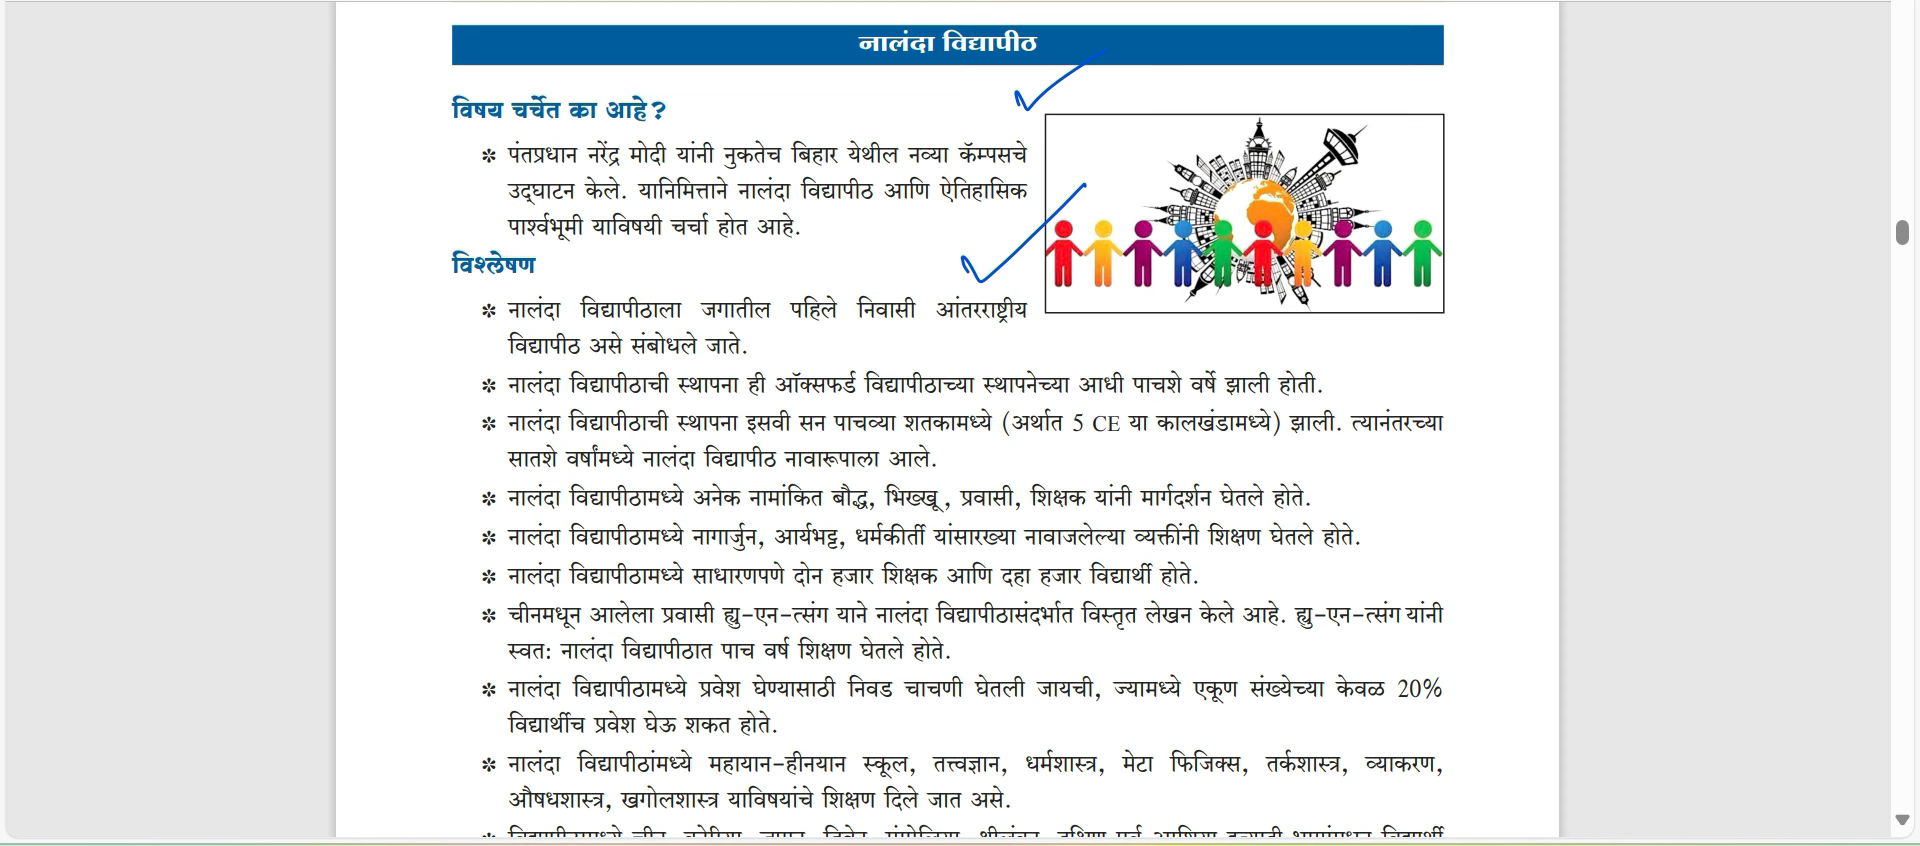 नालंदा विद्यापीठ
विषय चर्चेत का आहे?
* पंतप्रधान नरेंद्र मोदी यांनी नुकतेच बिहार येथील नव्या कॅम्पसचे
उद्घाटन केले. यानिमित्ताने नालंदा विद्यापीठ आणि ऐतिहासिक
पार्श्वभूमी याविषयी चर्चा होत आहे.
विश्लेषण
* नालंदा विद्यापीठाला जगातील पहिले निवासी आंतरराष्ट्रीय
विद्यापीठ असे संबोधले जाते.
* नालंदा विद्यापीठाची स्थापना ही ऑक्सफर्ड विद्यापीठाच्या स्थापनेच्या आधी पाचशे वर्षे झाली होती.
* नालंदा विद्यापीठाची स्थापना इसवी सन पाचव्या शतकामध्ये (अर्थात 5 CE या कालखंडामध्ये) झाली. त्यानंतरच्या
सातशे वर्षांमध्ये नालंदा विद्यापीठ नावारूपाला आले.
* नालंदा विद्यापीठामध्ये अनेक नामांकित बौद्ध, भिख्खू, प्रवासी, शिक्षक यांनी मार्गदर्शन घेतले होते.
* नालंदा विद्यापीठामध्ये नागार्जुन, आर्यभट्ट, धर्मकीर्ती यांसारख्या नावाजलेल्या व्यक्तींनी शिक्षण घेतले होते.
* नालंदा विद्यापीठामध्ये साधारणपणे दोन हजार शिक्षक आणि दहा हजार विद्यार्थी होते.
* चीनमधून आलेला प्रवासी ह्यु-एन-त्संग याने नालंदा विद्यापीठासंदर्भात विस्तृत लेखन केले आहे. ह्यु-एन-त्संग यांनी
स्वत: नालंदा विद्यापीठात पाच वर्ष शिक्षण घेतले होते.
* नालंदा विद्यापीठामध्ये प्रवेश घेण्यासाठी निवड चाचणी घेतली जायची, ज्यामध्ये एकूण संख्येच्या केवळ 20%
विद्यार्थीच प्रवेश घेऊ शकत होते.
* नालंदा विद्यापीठांमध्ये महायान-हीनयान स्कूल, तत्त्वज्ञान, धर्मशास्त्र, मेटा फिजिक्स, तर्कशास्त्र, व्याकरण,
औषधशास्त्र, खगोलशास्त्र याविषयांचे शिक्षण दिले जात असे.